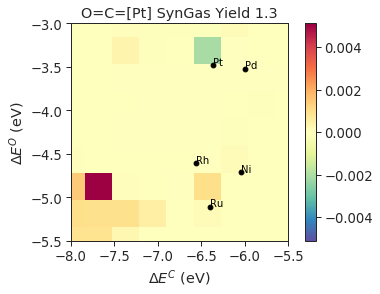 O=C=[Pt] SynGas Yield 1.3
−3.0
−3.5
−4.0
−4.5
−5.0
−5.5
ΔE^O (eV)
Pt
Pd
Rh
Ni
Ru
−8.0 −7.5 −7.0 −6.5 −6.0 −5.5
ΔE^C (eV)
0.004
0.002
0.000
−0.002
−0.004